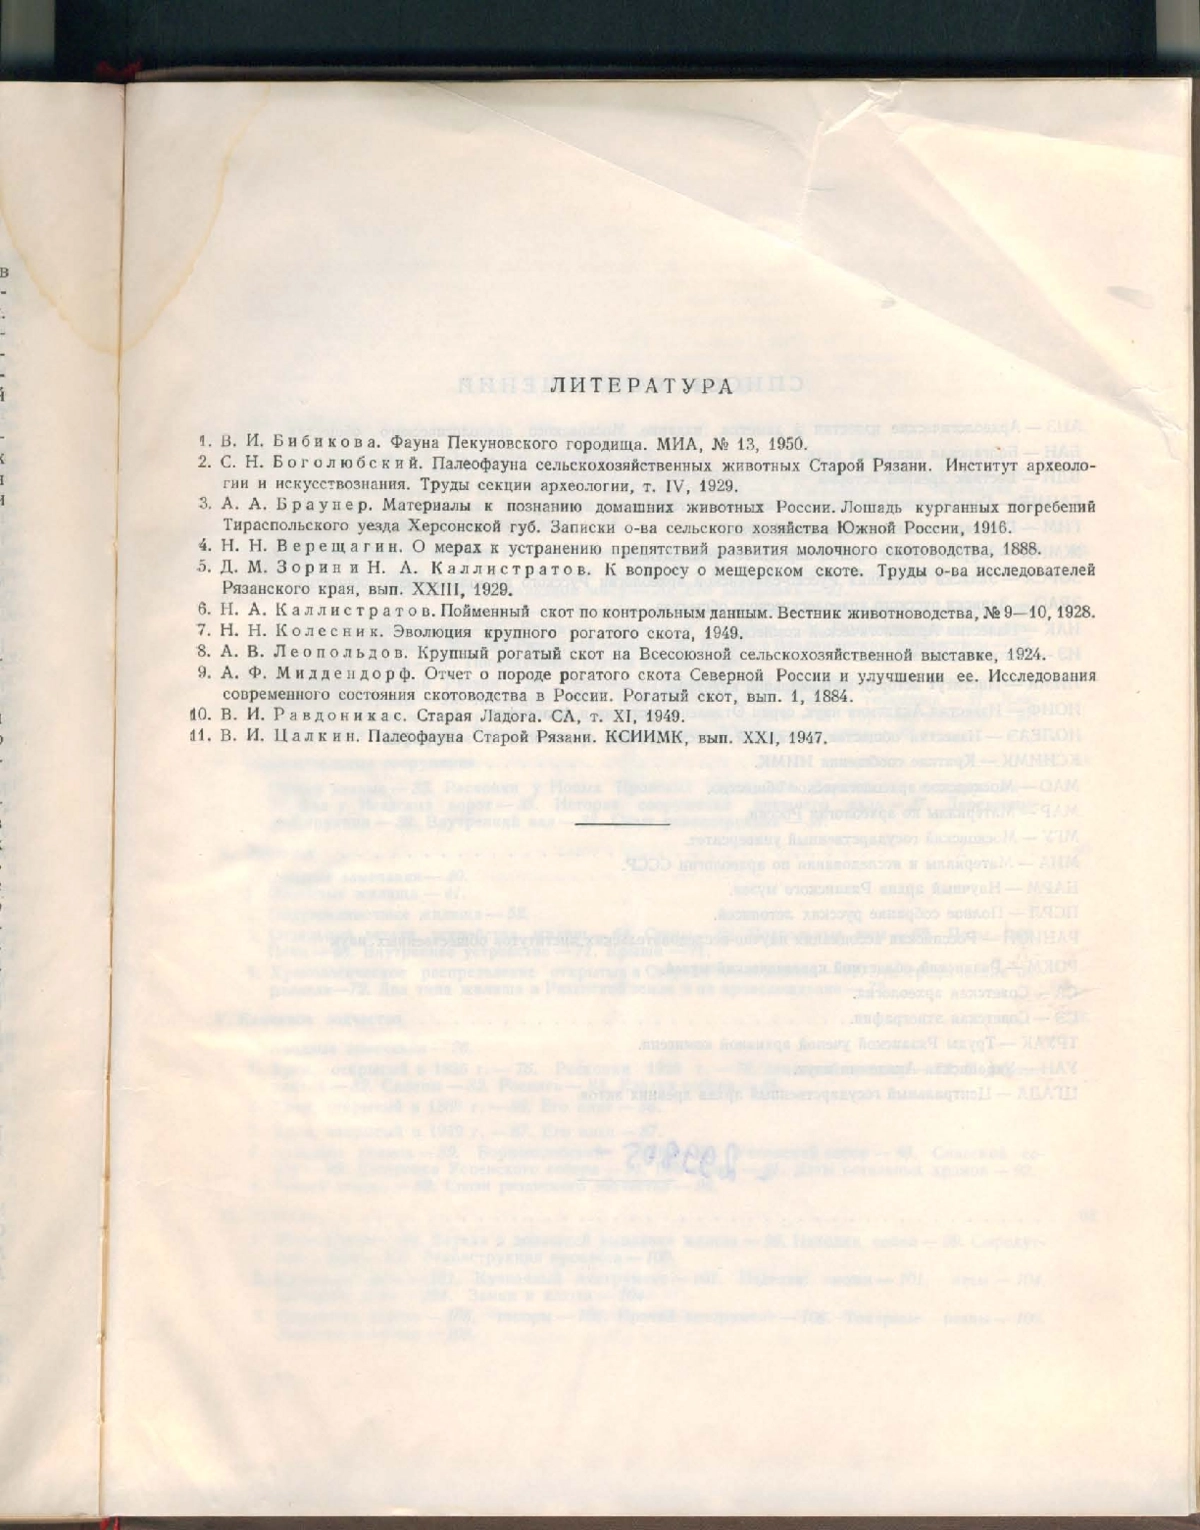 ЛИТЕРАТУРА
1. В. И. Бибикова. Фауна Пекуновского городища. МИА, № 13, 1950.
2. С. Н. Боголюбский. Палеофауна сельскохозяйственных животных Старой Рязани. Институт археоло-
гии и искусствознания. Труды секции археологии, т. IV, 1929.
3. А. А. Браунер. Материалы к познанию домашних животных России. Лошадь курганных погребений
Тираспольского уезда Херсонской губ. Записки о-ва сельского хозяйства Южной России, 1916.
4. Н. Н. Верещагин. О мерах к устранению препятствий развития молочного скотоводства, 1888.
5. Д. М. Зорин и Н. А. Каллистратов. К вопросу о мещерском скоте. Труды о-ва исследователей
Рязанского края, вып. XXIII, 1929.
6. Н. А. Каллистратов. Пойменный скот по контрольным данным. Вестник животноводства, № 9—10, 1928.
7. Н. Н. Колесник. Эволюция крупного рогатого скота, 1949.
8. А. В. Леопольдов. Крупный рогатый скот на Всесоюзной сельскохозяйственной выставке, 1924.
9. А. Ф. Миддендорф. Отчет о породе рогатого скота Северной России и улучшении ее. Исследования
современного состояния скотоводства в России. Рогатый скот, вып. 1, 1884.
10. В. И. Равдоникас. Старая Ладога. СА, т. XI, 1949.
11. В. И. Цалкин. Палеофауна Старой Рязани. КСИИМК, вып. XXI, 1947.